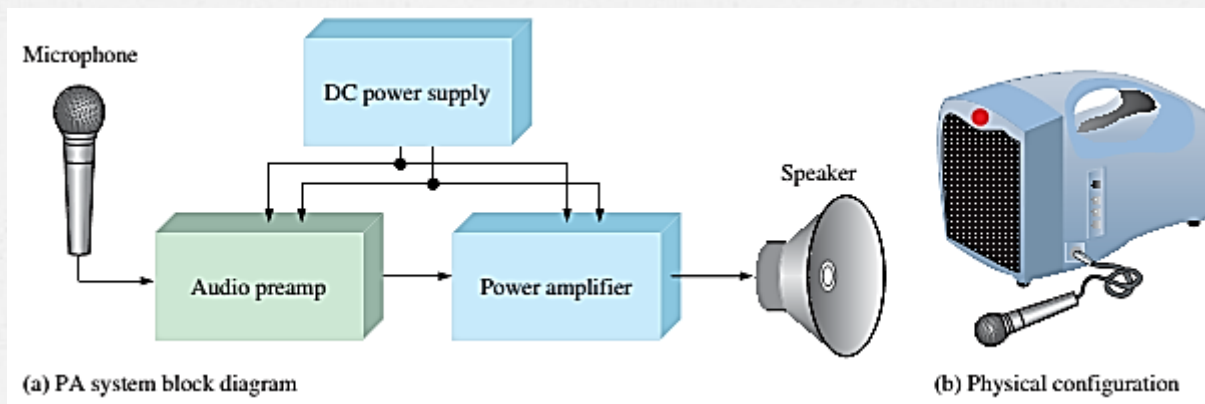 Microphone
DC power supply
Speaker
Audio preamp
Power amplifier
(a) PA system block diagram
(b) Physical configuration